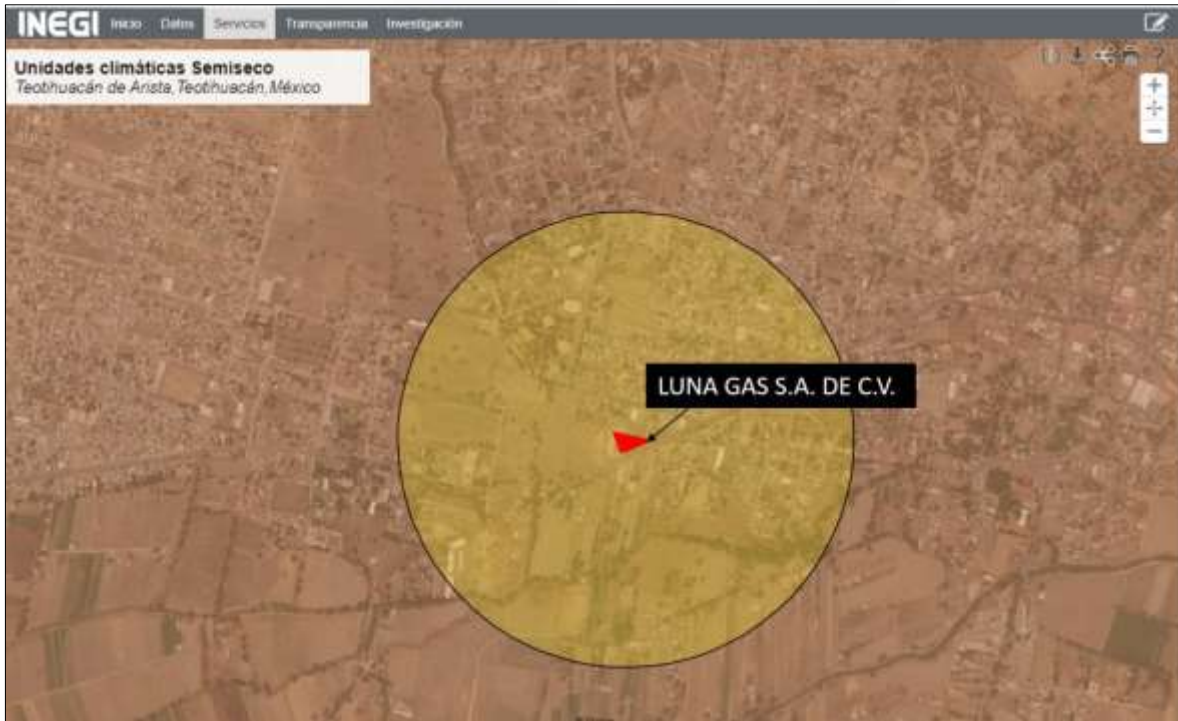 INEGI Inicio Datos Servicios Transparencia Investigación
Unidades climáticas Semiseco
Teotihuacán de Arista, Teotihuacán, México
LUNA GAS S.A. DE C.V.